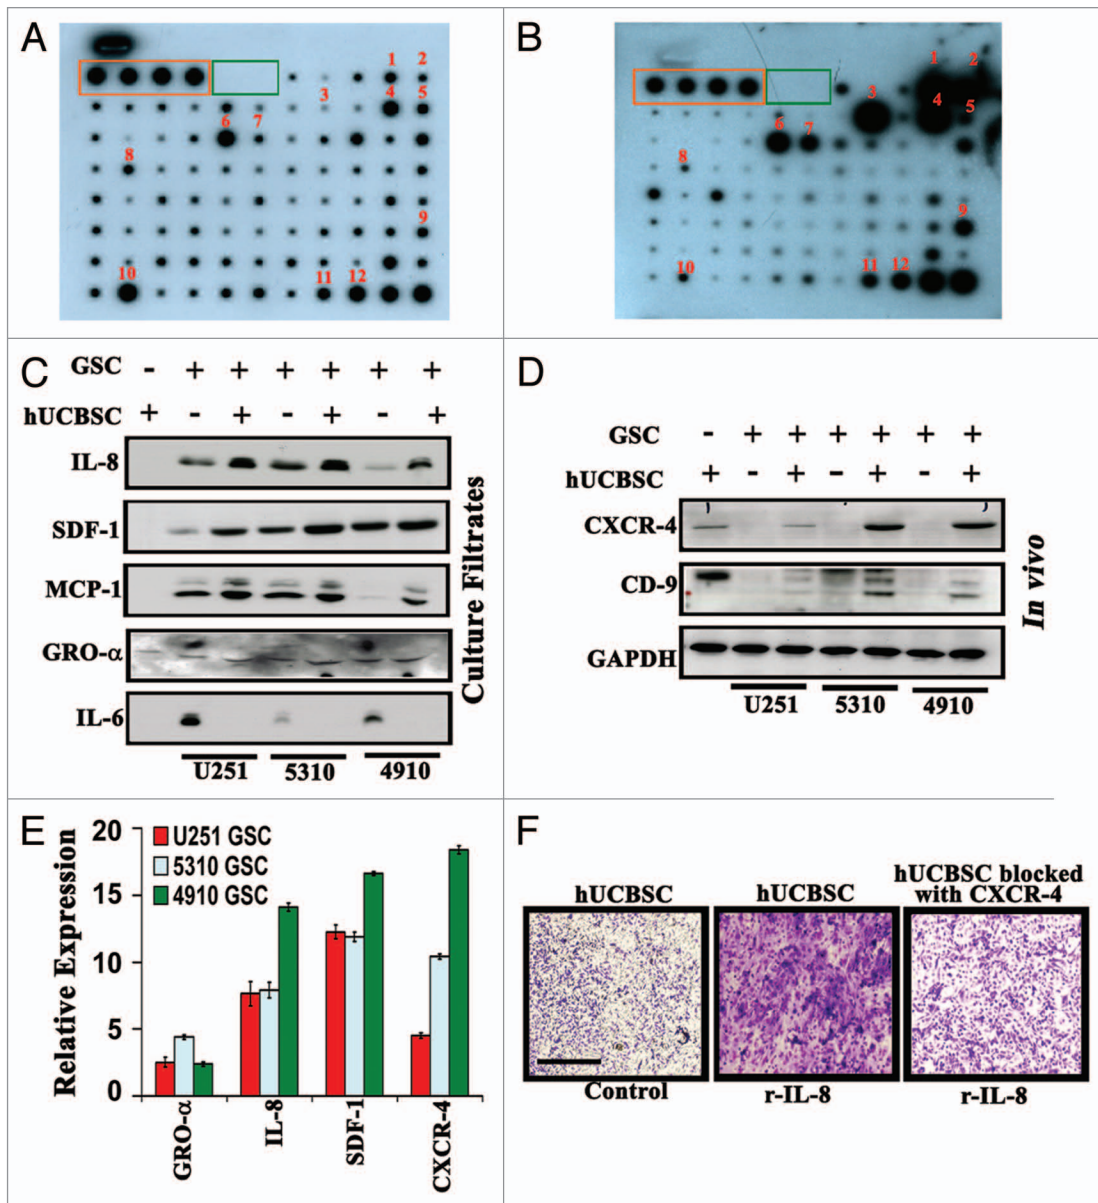 A
1 2
3 4 5
6 7
8
9
10 11 12
B
1 2
3 4 5
6 7
8
9
10 11 12
C
GSC - + + + + + +
hUCBSC + - + - + - +
IL-8
SDF-1
MCP-1
GRO-α
IL-6
Culture Filtrates
U251 5310 4910
D
GSC - + + + + + +
hUCBSC + - + - + - +
CXCR-4
CD-9
GAPDH
In vivo
U251 5310 4910
E
Relative Expression
20
15
10
5
0
U251 GSC
5310 GSC
4910 GSC
GRO-α
IL-8
SDF-1
CXCR-4
F
hUCBSC
Control
hUCBSC
r-IL-8
hUCBSC blocked
with CXCR-4
r-IL-8